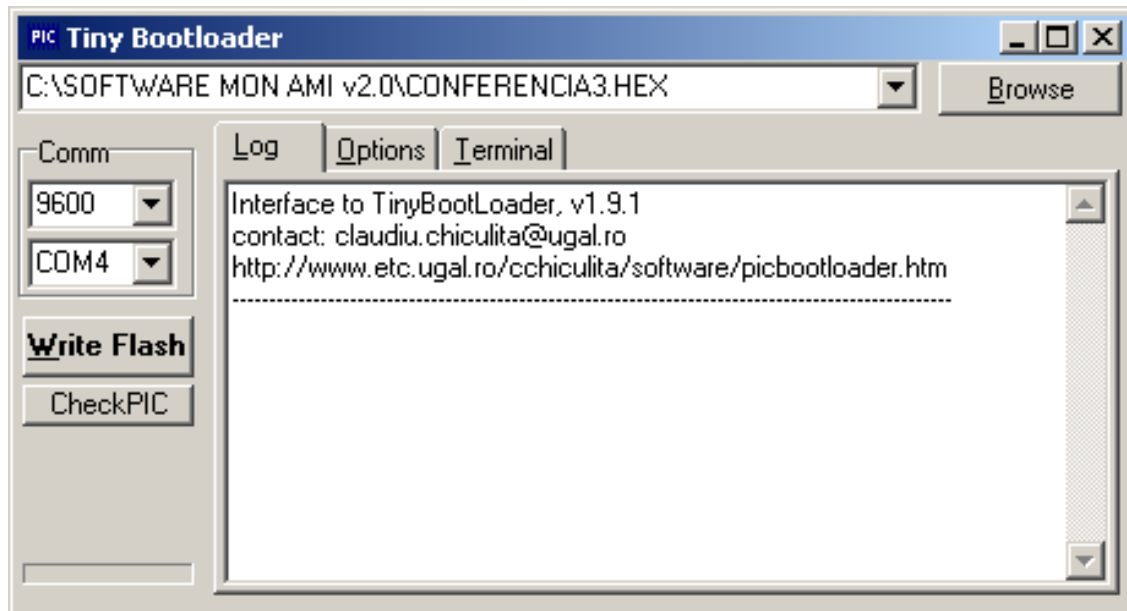 PIC Tiny Bootloader
C:\SOFTWARE MON AMI v2.0\CONFERENCIA3.HEX
Browse
Comm
9600
COM4
Write Flash
CheckPIC
Log Options Terminal
Interface to TinyBootLoader, v1.9.1
contact: claudiu.chiculita@ugal.ro
http://www.etc.ugal.ro/cchiculita/software/picbootloader.htm
------------------------------------------------------------------------------------------------